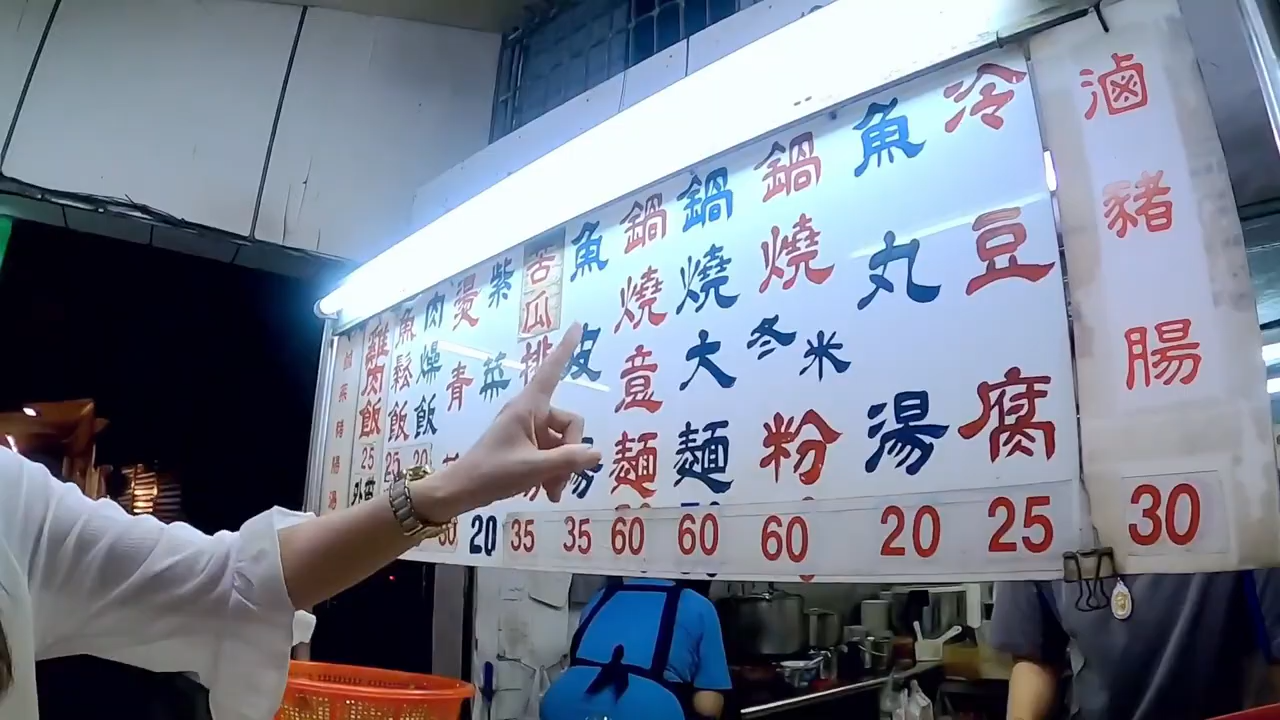 滷豬腸
30
冷豆腐
25
魚丸湯
20
鍋燒冬米粉
60
鍋燒大麵
60
鍋燒意麵
60
魚皮湯
35
苦瓜排
35
紫菜
20
燙青
肉燥飯
20
魚鬆飯
25
雞肉飯
25